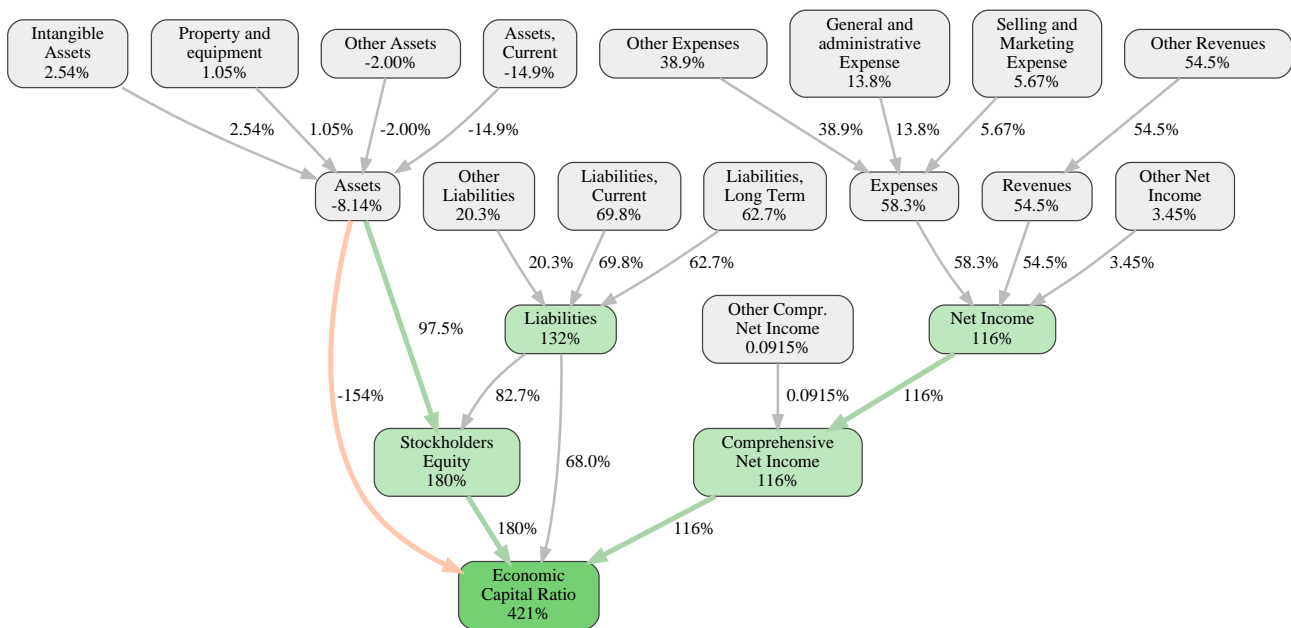 Intangible
Assets
2.54%
Property and
equipment
1.05%
Other Assets
-2.00%
Assets,
Current
-14.9%
Other Expenses
38.9%
General and
administrative
Expense
13.8%
Selling and
Marketing
Expense
5.67%
Other Revenues
54.5%
2.54%
1.05%
-2.00%
-14.9%
38.9%
13.8%
5.67%
54.5%
Assets
-8.14%
Other
Liabilities
20.3%
Liabilities,
Current
69.8%
Liabilities,
Long Term
62.7%
Expenses
58.3%
Revenues
54.5%
Other Net
Income
3.45%
20.3%
69.8%
62.7%
58.3%
54.5%
3.45%
97.5%
Liabilities
132%
Other Compr.
Net Income
0.0915%
Net Income
116%
-154%
82.7%
0.0915%
116%
Stockholders
Equity
180%
68.0%
Comprehensive
Net Income
116%
180%
116%
Economic
Capital Ratio
421%